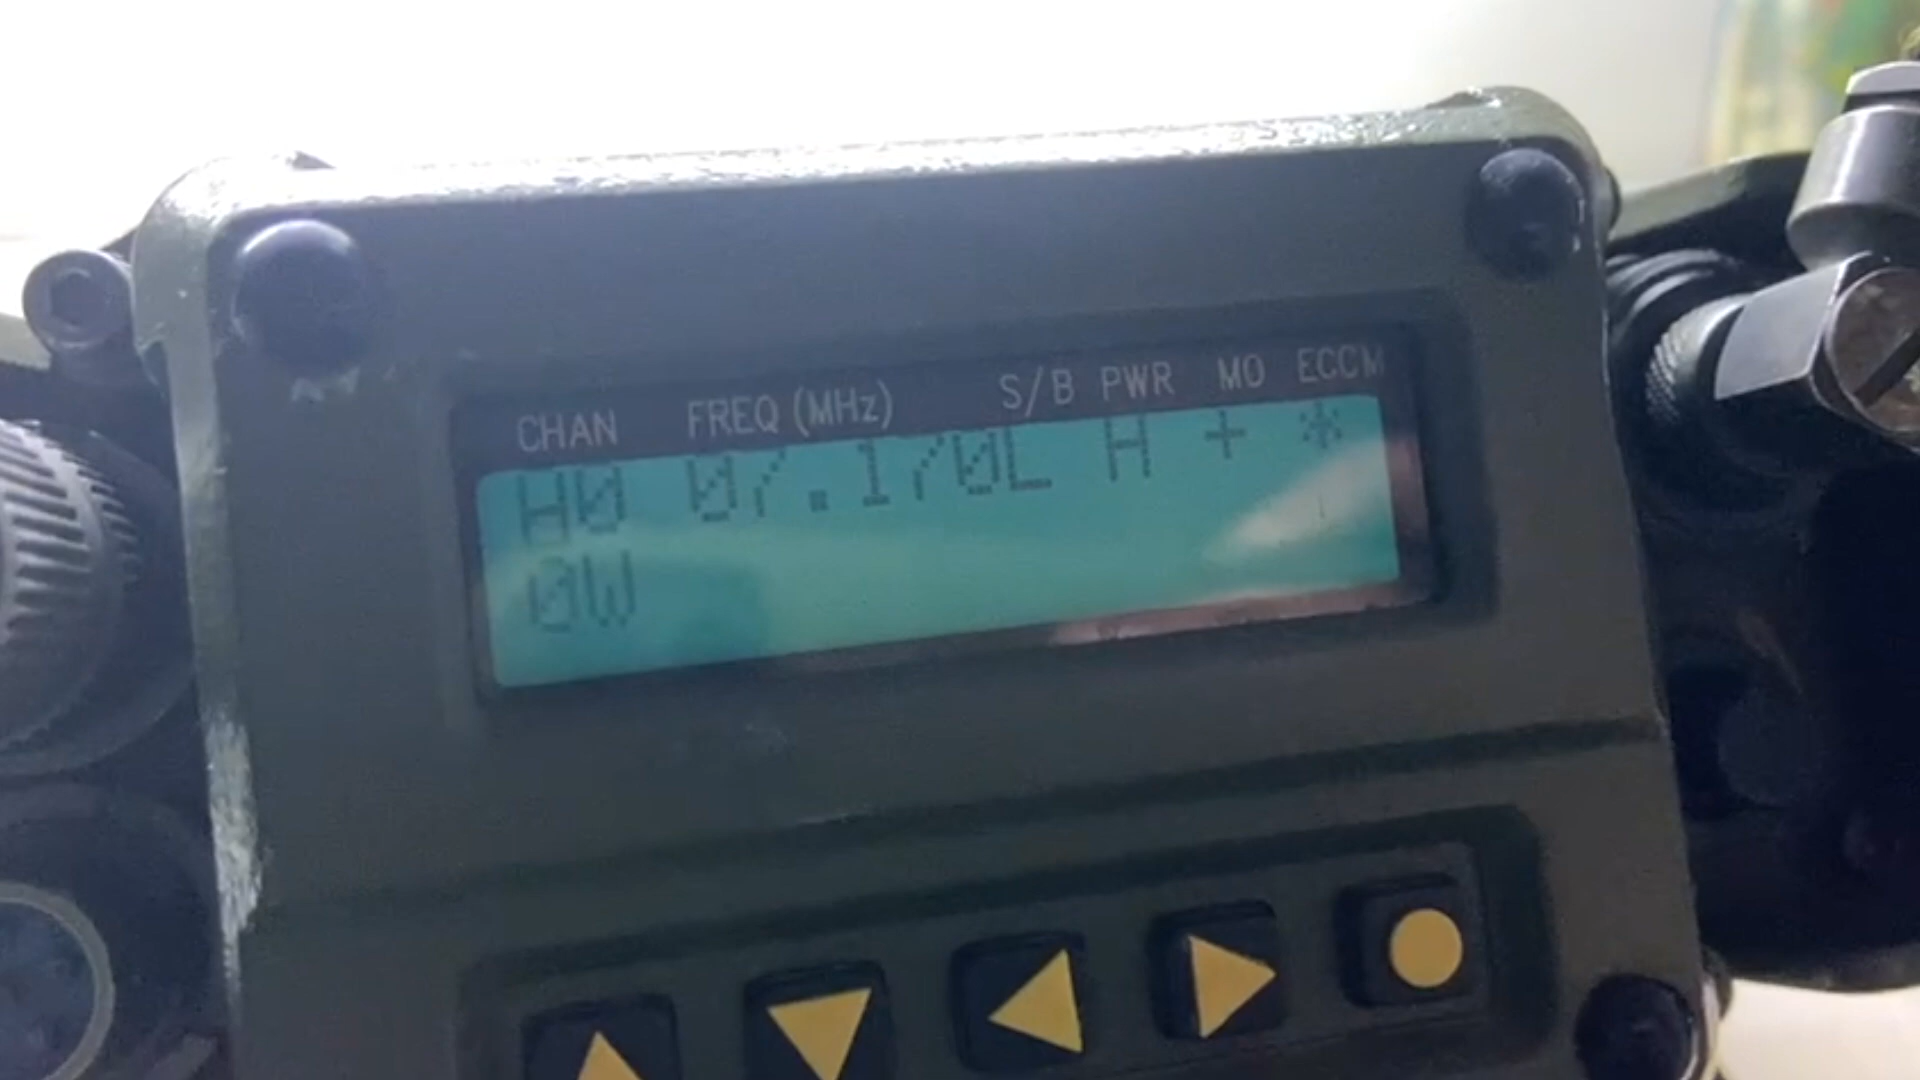 CHAN FREQ (MHz) S/B PWR MO ECCM
H0 07.170L H + *
0W